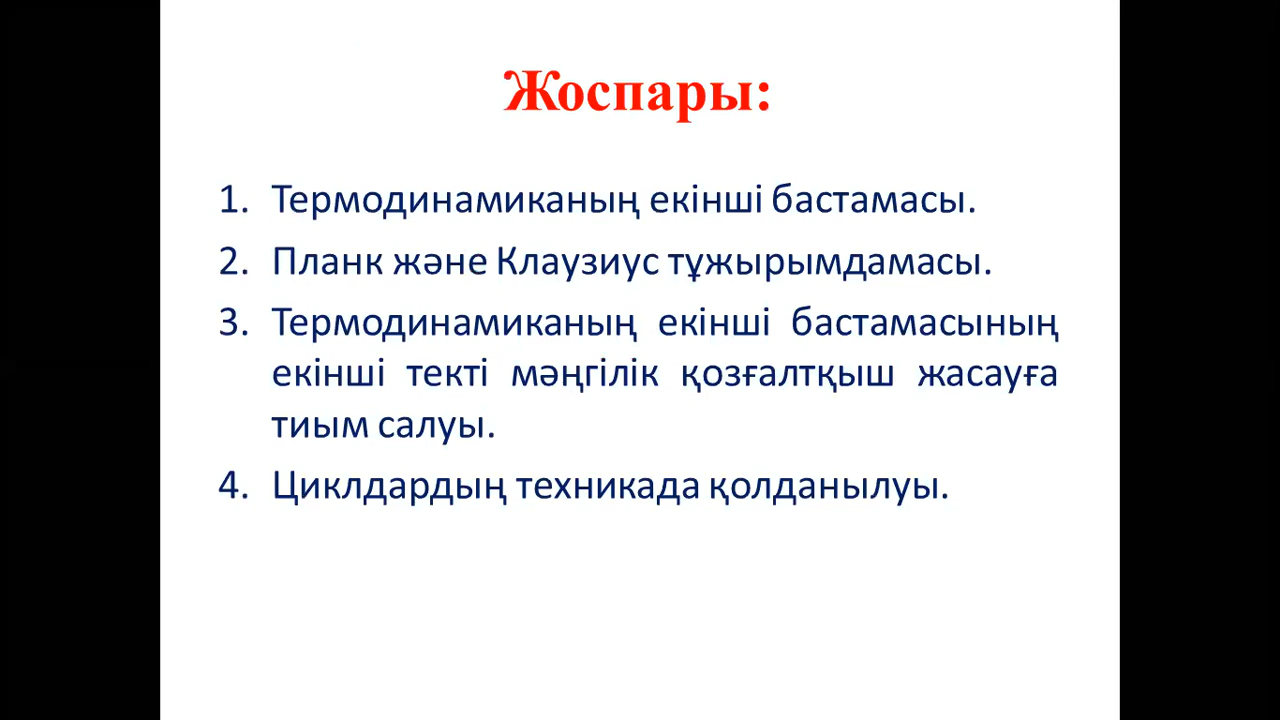 Жоспары:
1. Термодинамиканың екінші бастамасы.
2. Планк және Клаузиус тұжырымдамасы.
3. Термодинамиканың екінші бастамасының
екінші текті мәңгілік қозғалтқыш жасауға
тиым салуы.
4. Циклдардың техникада қолданылуы.